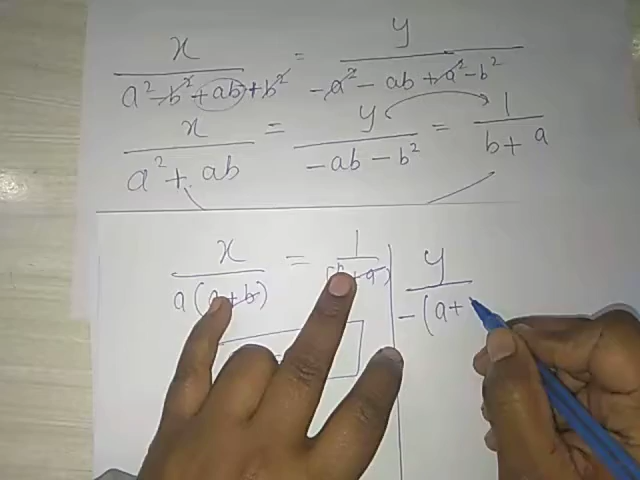 x / (a² - b² + ab + b²) = y / (-a² - ab + a² - b²)
x / (a² + ab) = y / (-ab - b²) = 1 / (b + a)
x / (a(a + b)) = 1 / (b + a)
y / (-(a +